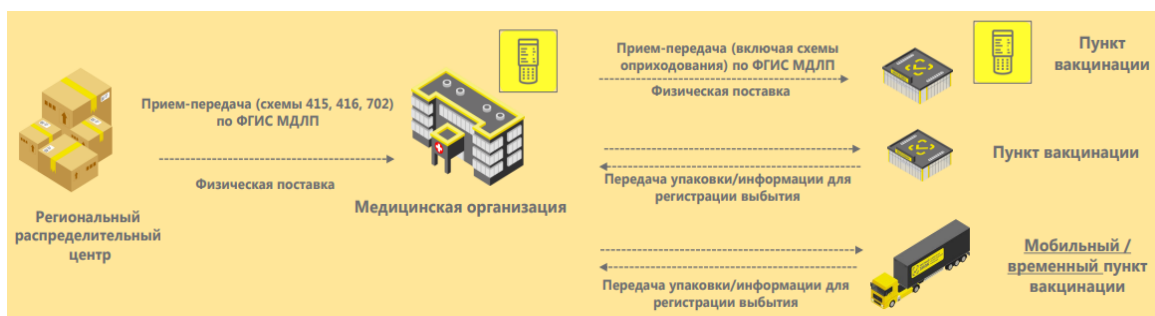 Прием-передача (схемы 415, 416, 702)
по ФГИС МДЛП
Физическая поставка
Региональный
распределительный
центр
Медицинская организация
Прием-передача (включая схемы
оприходования) по ФГИС МДЛП
Физическая поставка
Пункт
вакцинации
Передача упаковки/информации для
регистрации выбытия
Пункт вакцинации
Передача упаковки/информации для
регистрации выбытия
Мобильный /
временный пункт
вакцинации